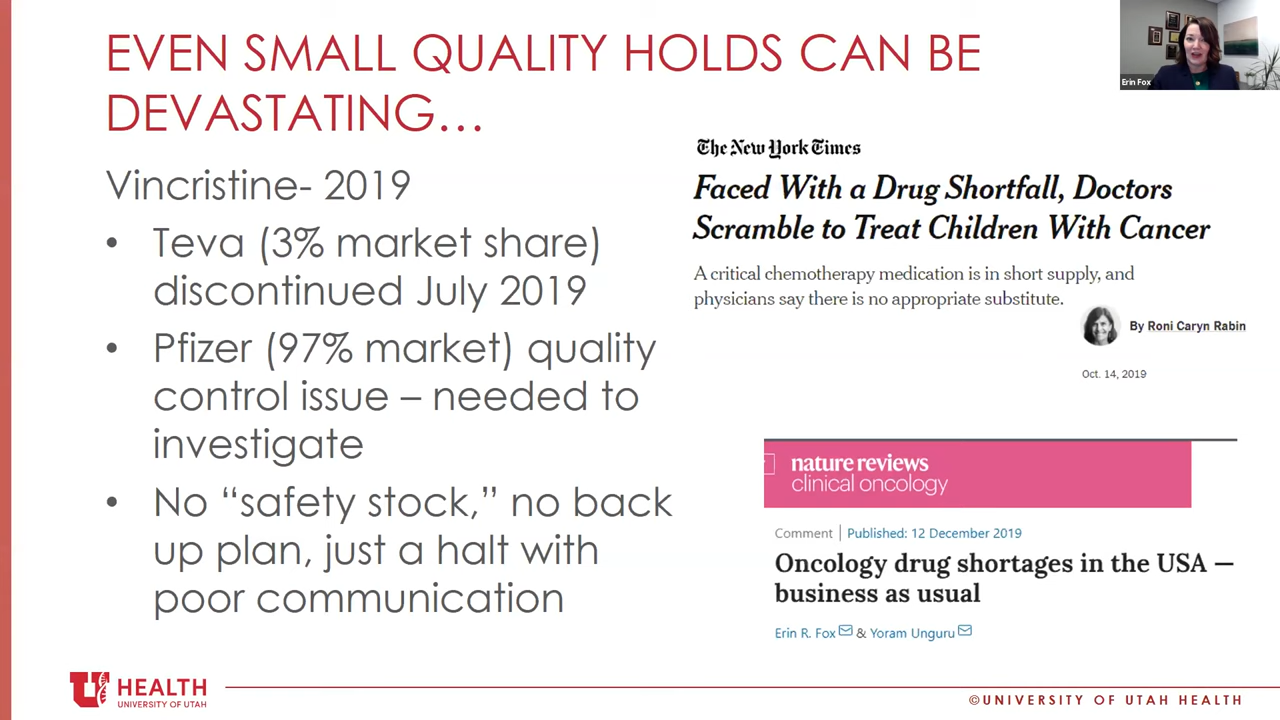 EVEN SMALL QUALITY HOLDS CAN BE
DEVASTATING…
Vincristine- 2019
• Teva (3% market share)
discontinued July 2019
• Pfizer (97% market) quality
control issue – needed to
investigate
• No “safety stock,” no back
up plan, just a halt with
poor communication
Erin Fox
The New York Times
Faced With a Drug Shortfall, Doctors
Scramble to Treat Children With Cancer
A critical chemotherapy medication is in short supply, and
physicians say there is no appropriate substitute.
By Roni Caryn Rabin
Oct. 14, 2019
nature reviews
clinical oncology
Comment | Published: 12 December 2019
Oncology drug shortages in the USA —
business as usual
Erin R. Fox & Yoram Unguru
U HEALTH
UNIVERSITY OF UTAH
©UNIVERSITY OF UTAH HEALTH